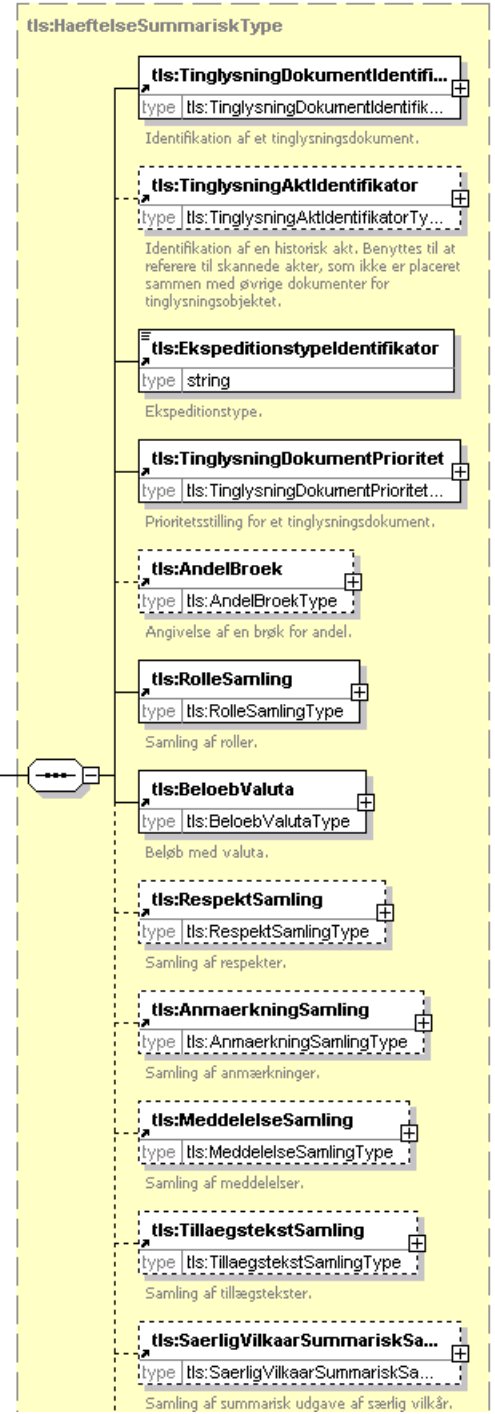 tls:HaeftelseSummariskType
tls:TinglysningDokumentIdentifi...
type tls:TinglysningDokumentIdentifik...
Identifikation af et tinglysningsdokument.
tls:TinglysningAktIdentifikator
type tls:TinglysningAktIdentifikatorTy...
Identifikation af en historisk akt. Benyttes til at
referere til skannede akter, som ikke er placeret
sammen med øvrige dokumenter for
tinglysningsobjektet.
tls:EkspeditionstypeIdentifikator
type string
Ekspeditionstype.
tls:TinglysningDokumentPrioritet
type tls:TinglysningDokumentPrioritet...
Prioritetsstilling for et tinglysningsdokument.
tls:AndelBroek
type tls:AndelBroekType
Angivelse af en brøk for andel.
tls:RolleSamling
type tls:RolleSamlingType
Samling af roller.
tls:BeloebValuta
type tls:BeloebValutaType
Beløb med valuta.
tls:RespektSamling
type tls:RespektSamlingType
Samling af respekter.
tls:AnmaerkningSamling
type tls:AnmaerkningSamlingType
Samling af anmærkninger.
tls:MeddelelseSamling
type tls:MeddelelseSamlingType
Samling af meddelelser.
tls:TillaegstekstSamling
type tls:TillaegstekstSamlingType
Samling af tillægstekster.
tls:SaerligVilkaarSummariskSa...
type tls:SaerligVilkaarSummariskSa...
Samling af summarisk udgave af særlig vilkår.